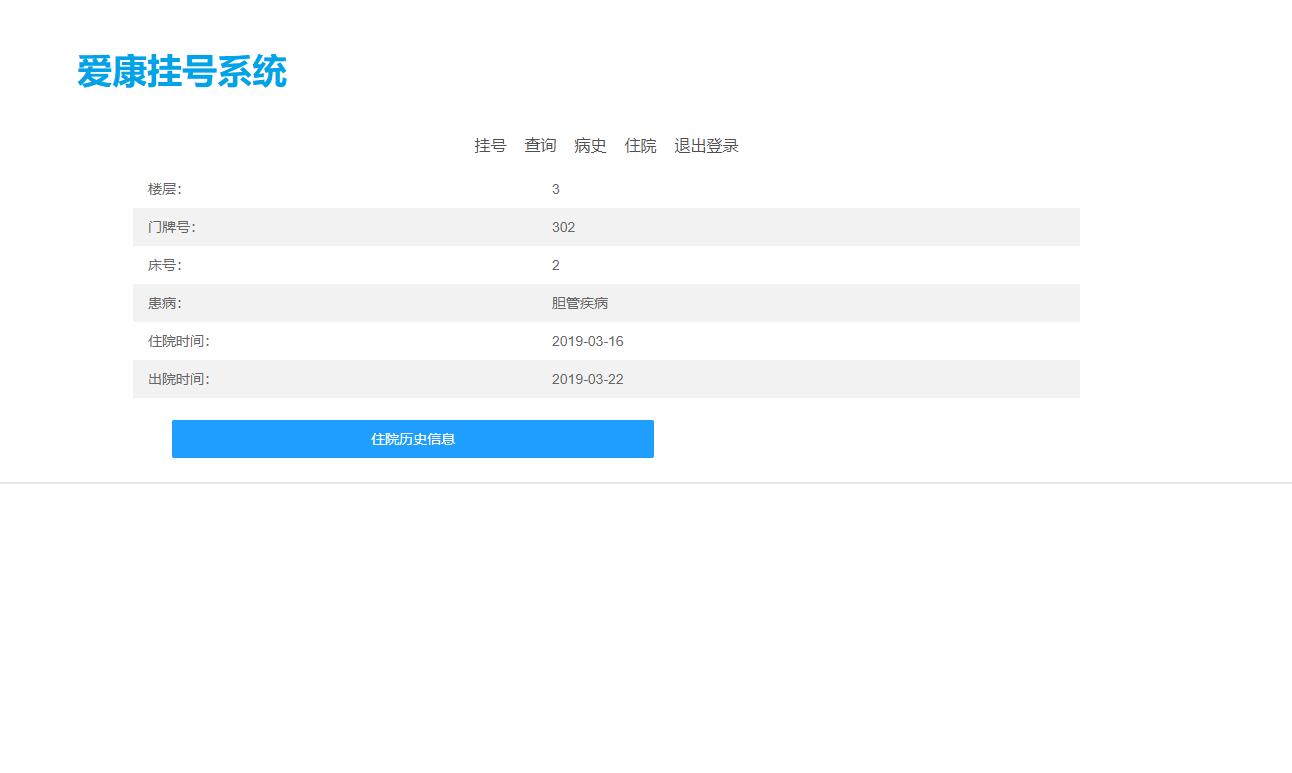 爱康挂号系统
挂号 查询 病史 住院 退出登录
楼层： 3
门牌号： 302
床号： 2
患病： 胆管疾病
住院时间： 2019-03-16
出院时间： 2019-03-22
住院历史信息